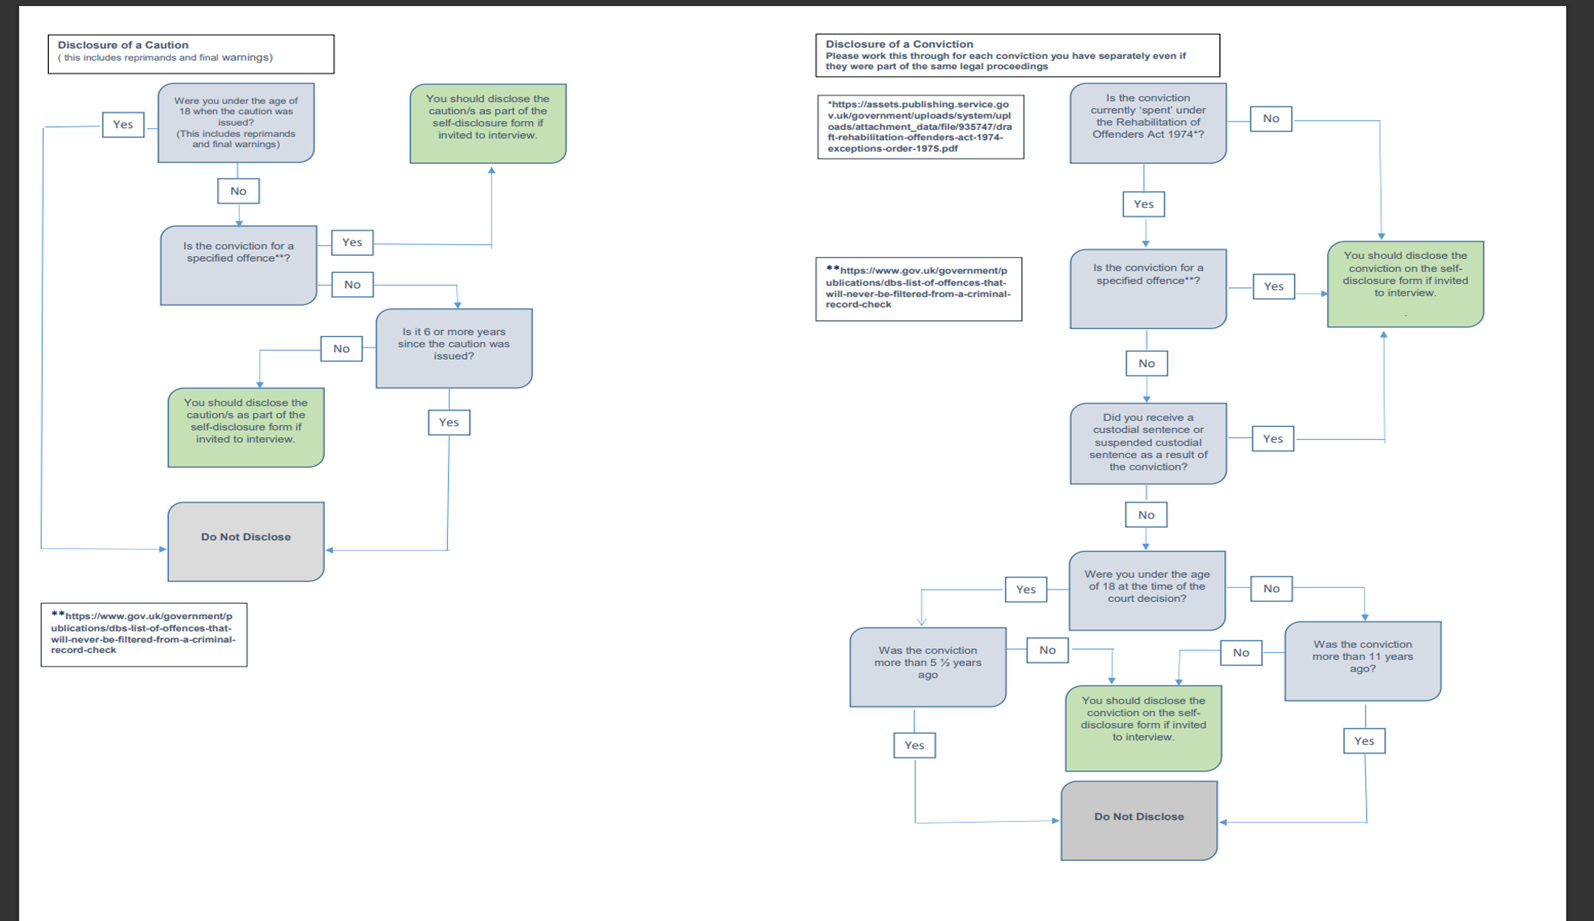 Disclosure of a Caution
( this includes reprimands and final warnings)
Were you under the age of
18 when the caution was
issued?
(This includes reprimands
and final warnings)
Yes
No
You should disclose the
caution/s as part of the
self-disclosure form if
invited to interview.
Is the conviction for a
specified offence**?
Yes
No
Is it 6 or more years
since the caution was
issued?
No
Yes
You should disclose the
caution/s as part of the
self-disclosure form if
invited to interview.
Do Not Disclose
**https://www.gov.uk/government/p
ublications/dbs-list-of-offences-that-
will-never-be-filtered-from-a-criminal-
record-check
Disclosure of a Conviction
Please work this through for each conviction you have separately even if
they were part of the same legal proceedings
*https://assets.publishing.service.go
v.uk/government/uploads/system/upl
oads/attachment_data/file/935747/dra
ft-rehabilitation-offenders-act-1974-
exceptions-order-1975.pdf
Is the conviction
currently ‘spent’ under
the Rehabilitation of
Offenders Act 1974*?
No
Yes
**https://www.gov.uk/government/p
ublications/dbs-list-of-offences-that-
will-never-be-filtered-from-a-criminal-
record-check
Is the conviction for a
specified offence**?
Yes
You should disclose the
conviction on the self-
disclosure form if invited
to interview.
.
No
Did you receive a
custodial sentence or
suspended custodial
sentence as a result of
the conviction?
Yes
No
Were you under the age
of 18 at the time of the
court decision?
Yes
No
Was the conviction
more than 5 ½ years
ago
No
No
Was the conviction
more than 11 years
ago?
You should disclose the
conviction on the self-
disclosure form if invited
to interview.
Yes
Yes
Do Not Disclose